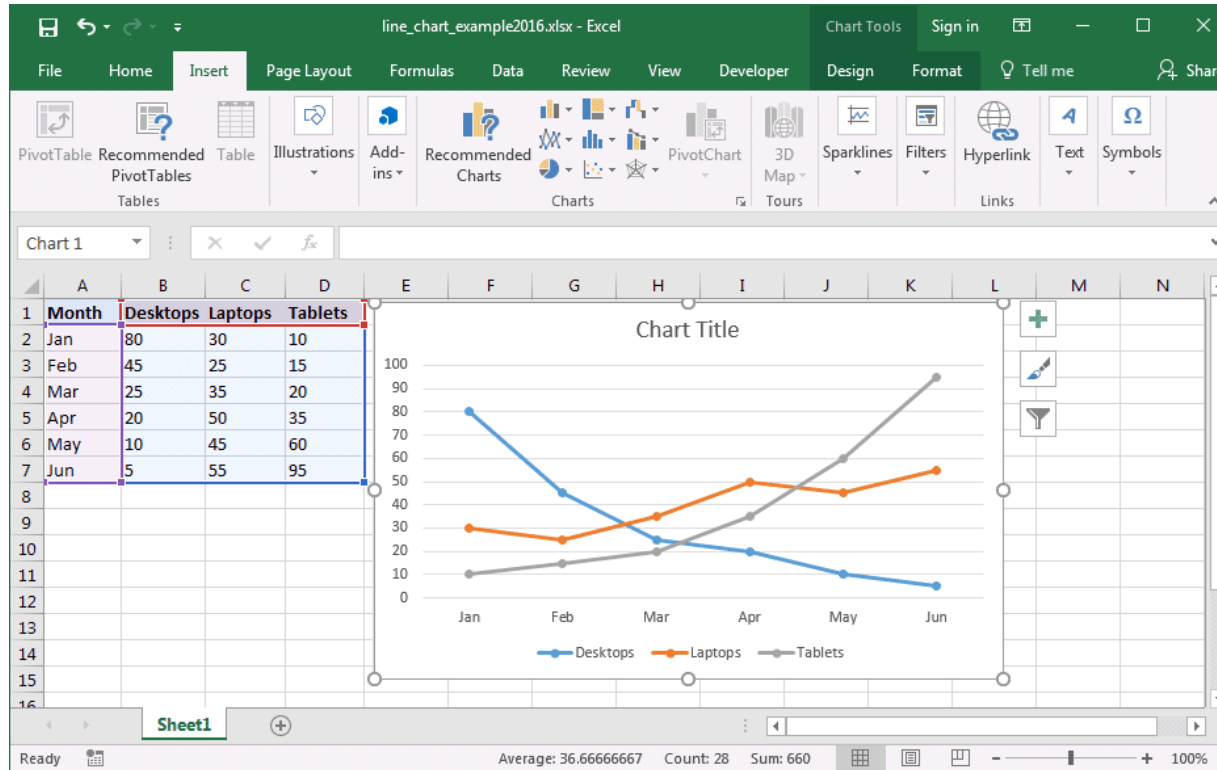 line_chart_example2016.xlsx - Excel
Chart Tools
Sign in
File Home Insert Page Layout Formulas Data Review View Developer Design Format Tell me Shar
PivotTable
Recommended
PivotTables
Table
Tables
Illustrations
Add-
ins
Recommended
Charts
PivotChart
Charts
3D
Map
Tours
Sparklines
Filters
Hyperlink
Links
Text
Symbols
Chart 1
fx
A B C D E F G H I J K L M N
1 Month Desktops Laptops Tablets
2 Jan 80 30 10
3 Feb 45 25 15
4 Mar 25 35 20
5 Apr 20 50 35
6 May 10 45 60
7 Jun 5 55 95
8
9
10
11
12
13
14
15
16
Chart Title
100
90
80
70
60
50
40
30
20
10
0
Jan Feb Mar Apr May Jun
Desktops Laptops Tablets
Sheet1
Ready
Average: 36.66666667 Count: 28 Sum: 660
100%